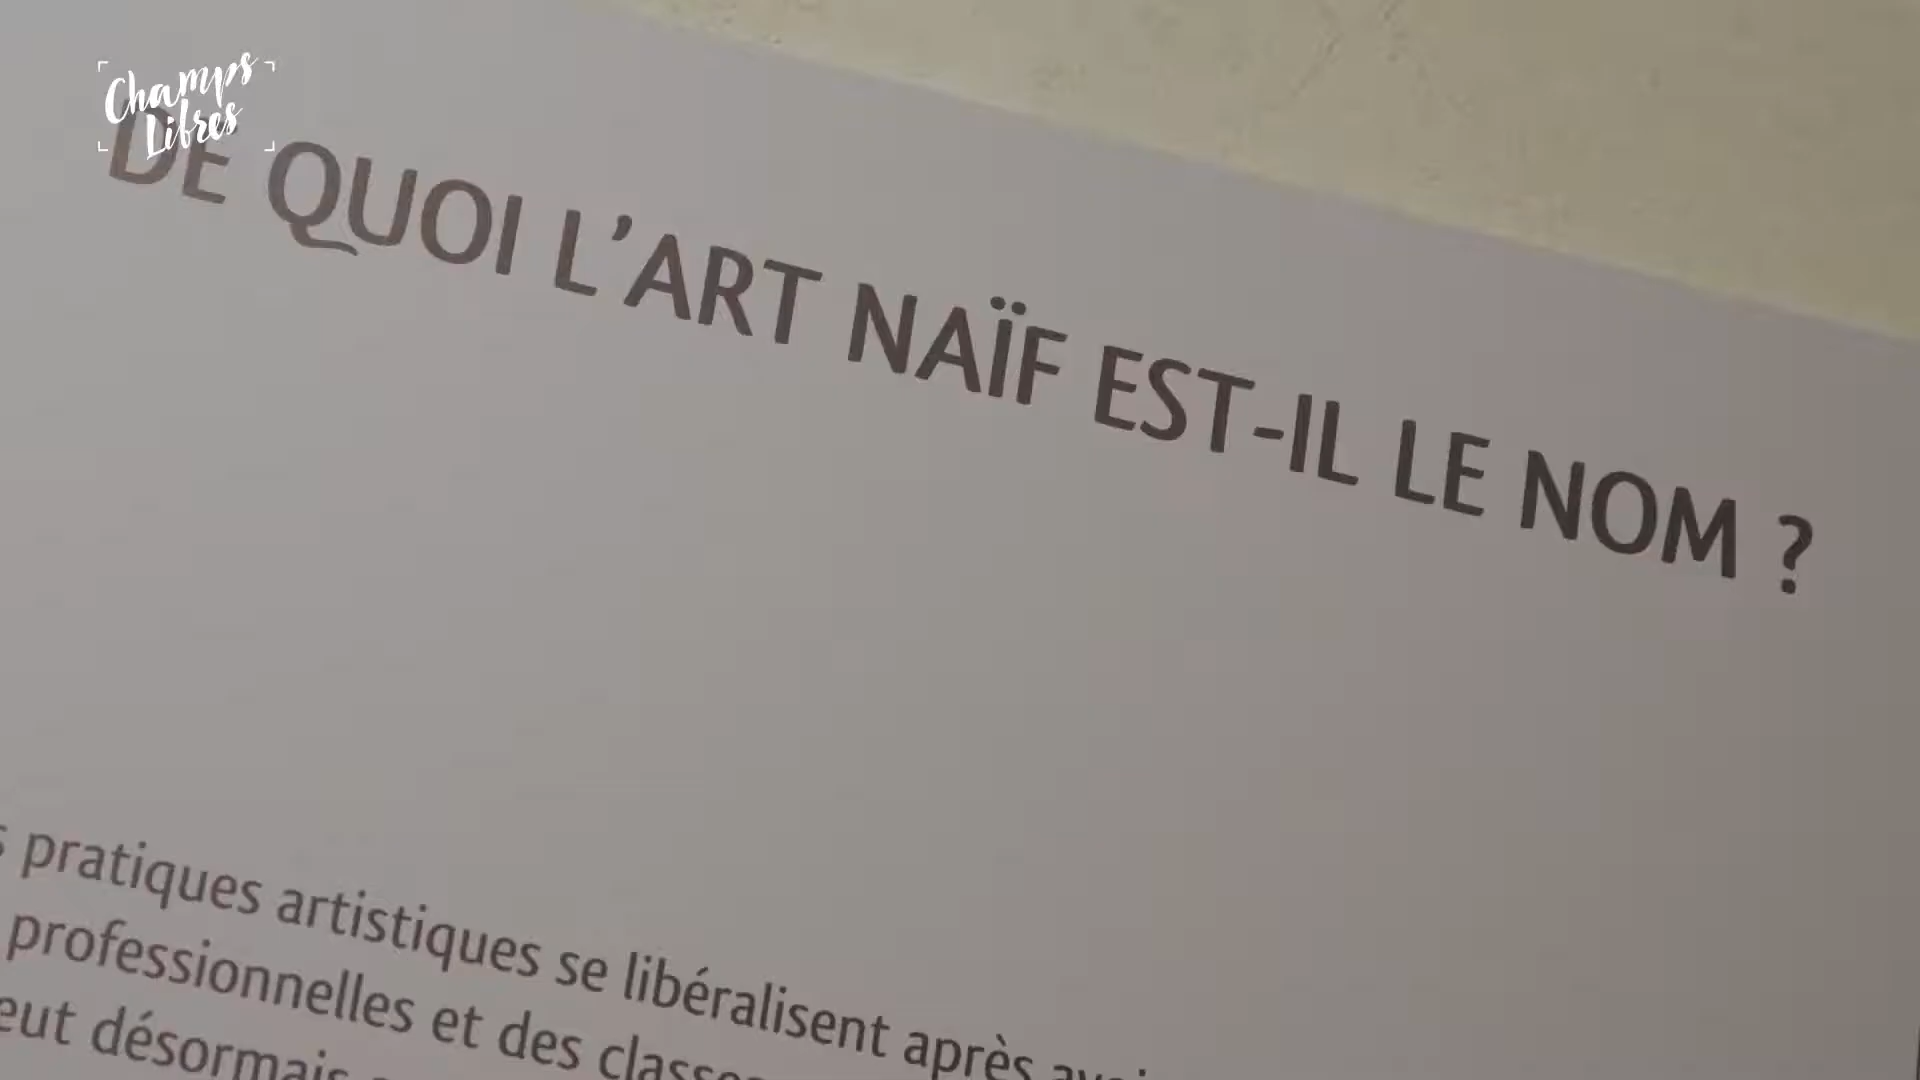 Champs
Libres
DE QUOI L'ART NAÏF EST-IL LE NOM ?
pratiques artistiques se libéralisent après
professionnelles et des
désormais